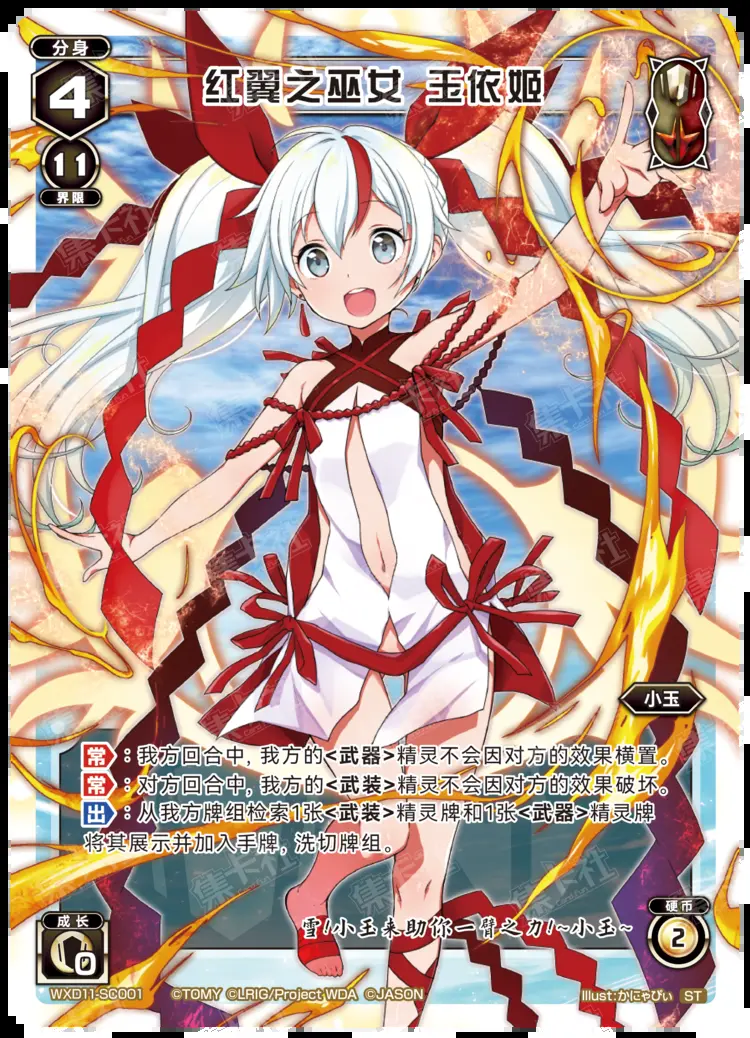 分身
4
红翼之巫女 玉依姬
11
界限
小玉
常：我方回合中, 我方的<武器>精灵不会因对方的效果横置。
常：对方回合中, 我方的<武装>精灵不会因对方的效果破坏。
出：从我方牌组检索1张<武装>精灵牌和1张<武器>精灵牌
将其展示并加入手牌, 洗切牌组。
雪!小玉来助你一臂之力!~小玉~
成长
0
硬币
2
WXD11-SC001 ©TOMY ©LRIG/Project WDA ©JASON
Illust:かにゃぴぃ ST
集卡社